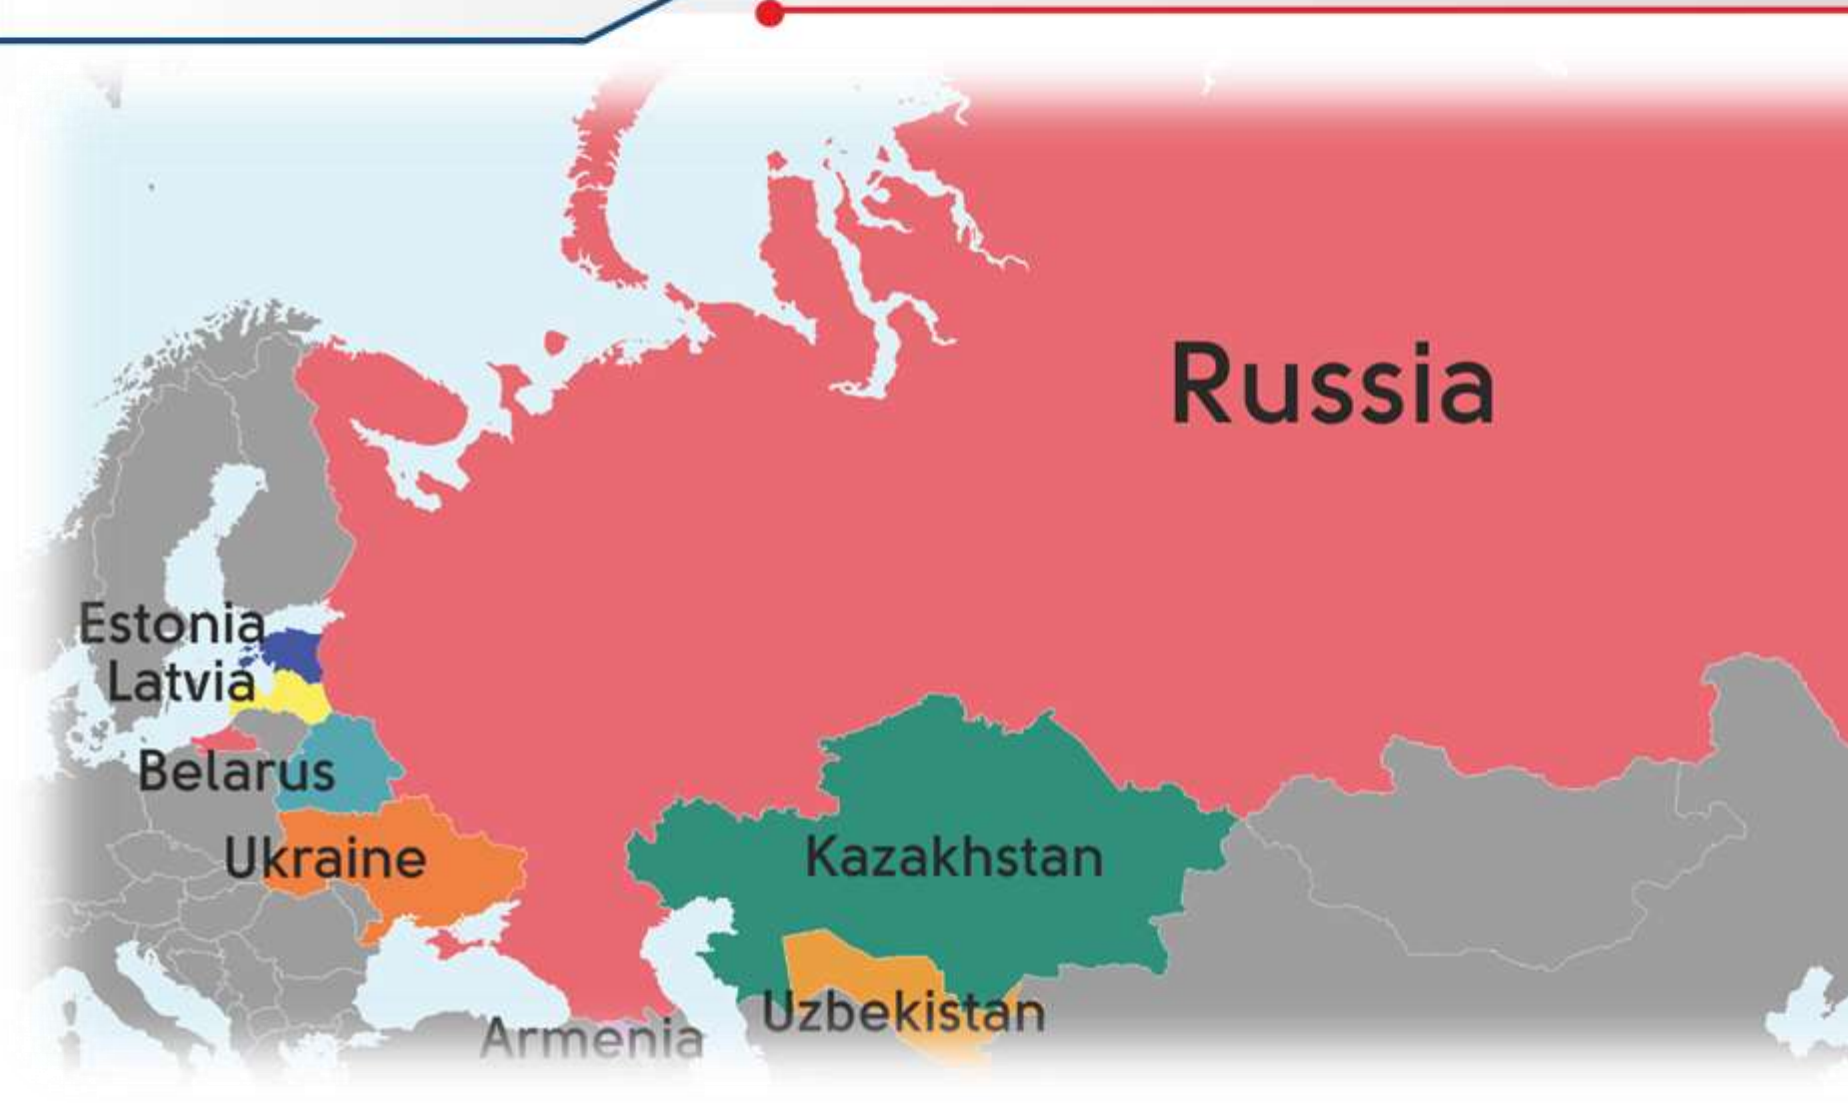 Russia
Estonia
Latvia
Belarus
Ukraine
Kazakhstan
Uzbekistan
Armenia